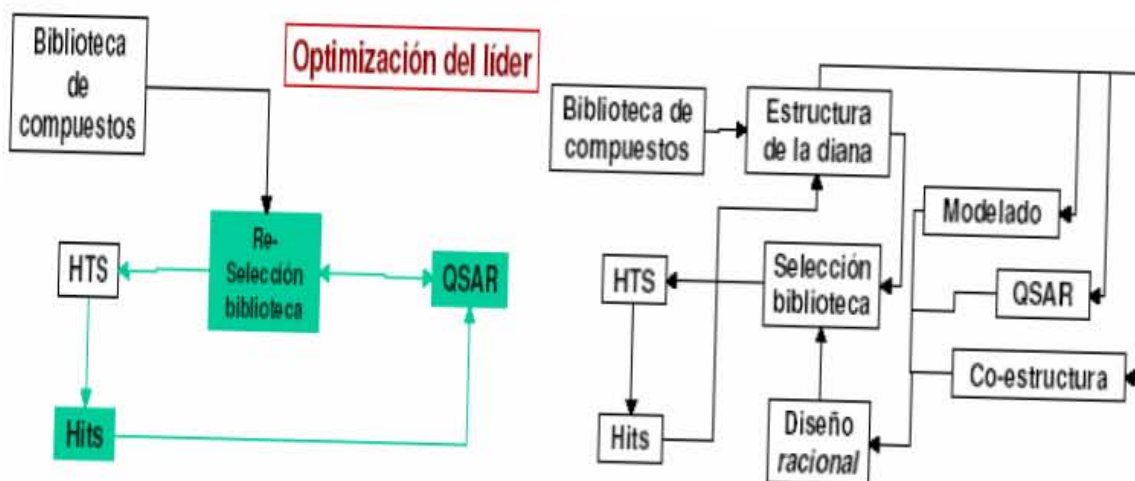 Biblioteca
de
compuestos
Optimización del líder
Re-
Selección
biblioteca
HTS
QSAR
Hits
Biblioteca de
compuestos
Estructura
de la diana
Modelado
HTS
Selección
biblioteca
QSAR
Co-estructura
Hits
Diseño
racional